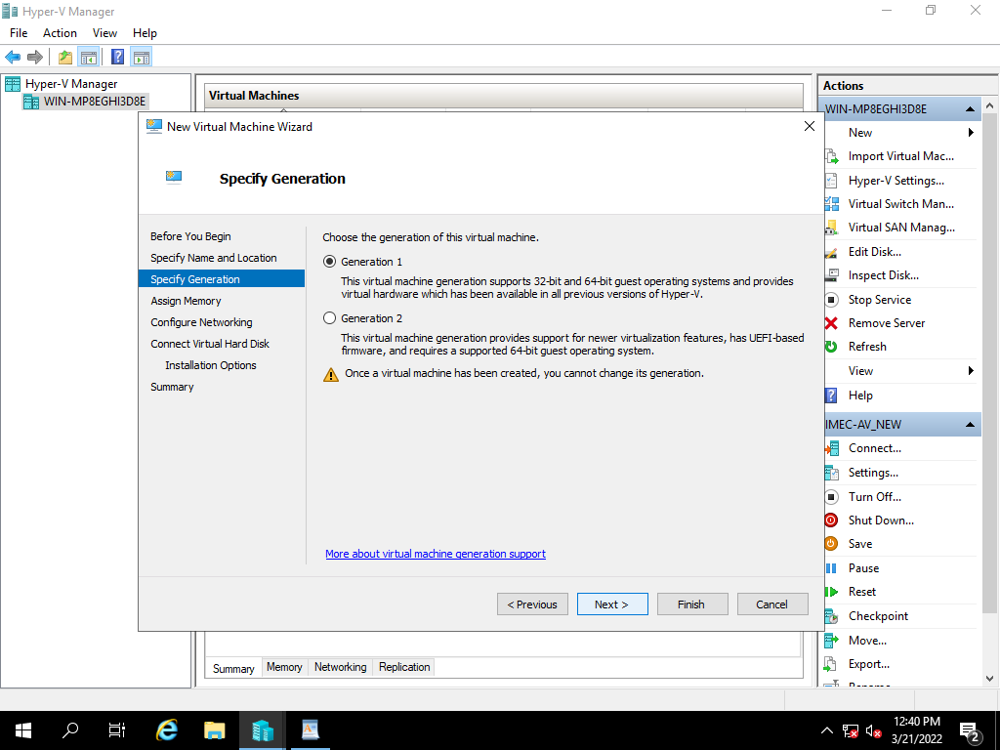 Hyper-V Manager
File Action View Help
Hyper-V Manager
WIN-MP8EGHI3D8E
Virtual Machines
New Virtual Machine Wizard
Specify Generation
Before You Begin
Specify Name and Location
Specify Generation
Assign Memory
Configure Networking
Connect Virtual Hard Disk
Installation Options
Summary
Choose the generation of this virtual machine.
Generation 1
This virtual machine generation supports 32-bit and 64-bit guest operating systems and provides
virtual hardware which has been available in all previous versions of Hyper-V.
Generation 2
This virtual machine generation provides support for newer virtualization features, has UEFI-based
firmware, and requires a supported 64-bit guest operating system.
Once a virtual machine has been created, you cannot change its generation.
More about virtual machine generation support
< Previous
Next >
Finish
Cancel
Summary Memory Networking Replication
Actions
WIN-MP8EGHI3D8E
New
Import Virtual Mac...
Hyper-V Settings...
Virtual Switch Man...
Virtual SAN Manag...
Edit Disk...
Inspect Disk...
Stop Service
Remove Server
Refresh
View
Help
IMEC-AV_NEW
Connect...
Settings...
Turn Off...
Shut Down...
Save
Pause
Reset
Checkpoint
Move...
Export...
12:40 PM
3/21/2022
2